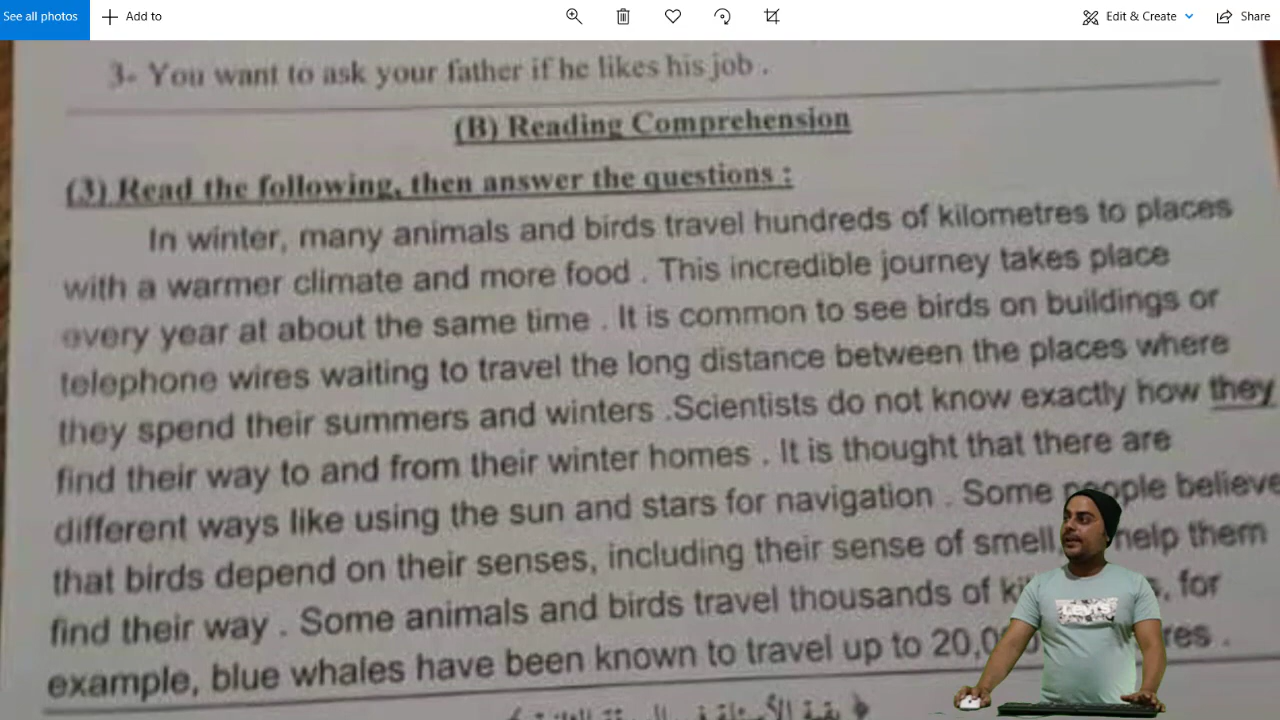 See all photos
Add to
Edit & Create
Share
3- You want to ask your father if he likes his job .
(B) Reading Comprehension
(3) Read the following, then answer the questions :
In winter, many animals and birds travel hundreds of kilometres to places
with a warmer climate and more food . This incredible journey takes place
every year at about the same time . It is common to see birds on buildings or
telephone wires waiting to travel the long distance between the places where
they spend their summers and winters .Scientists do not know exactly how they
find their way to and from their winter homes . It is thought that there are
different ways like using the sun and stars for navigation . Some people believe
that birds depend on their senses, including their sense of smell help them
find their way . Some animals and birds travel thousands of for
example, blue whales have been known to travel up to .
Levi's